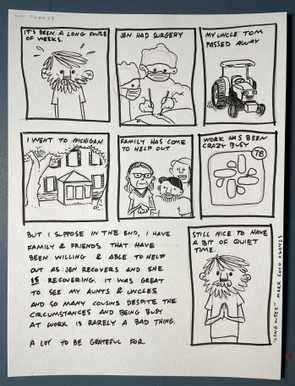 IT'S BEEN A LONG COUPLE
OF WEEKS.
JEN HAD SURGERY
MY UNCLE TOM
PASSED AWAY
I WENT TO MICHIGAN
FAMILY HAS COME
TO HELP OUT
WORK HAS BEEN
CRAZY BUSY
78
BUT I SUPPOSE IN THE END, I HAVE
FAMILY & FRIENDS THAT HAVE
BEEN WILLING & ABLE TO HELP
OUT AS JEN RECOVERS AND SHE
IS RECOVERING. IT WAS GREAT
TO SEE MY AUNTS & UNCLES
AND SO MANY COUSINS DESPITE THE
CIRCUMSTANCES AND BEING BUSY
AT WORK IS RARELY A BAD THING.
A LOT TO BE GRATEFUL FOR.
STILL NICE TO HAVE
A BIT OF QUIET
TIME.